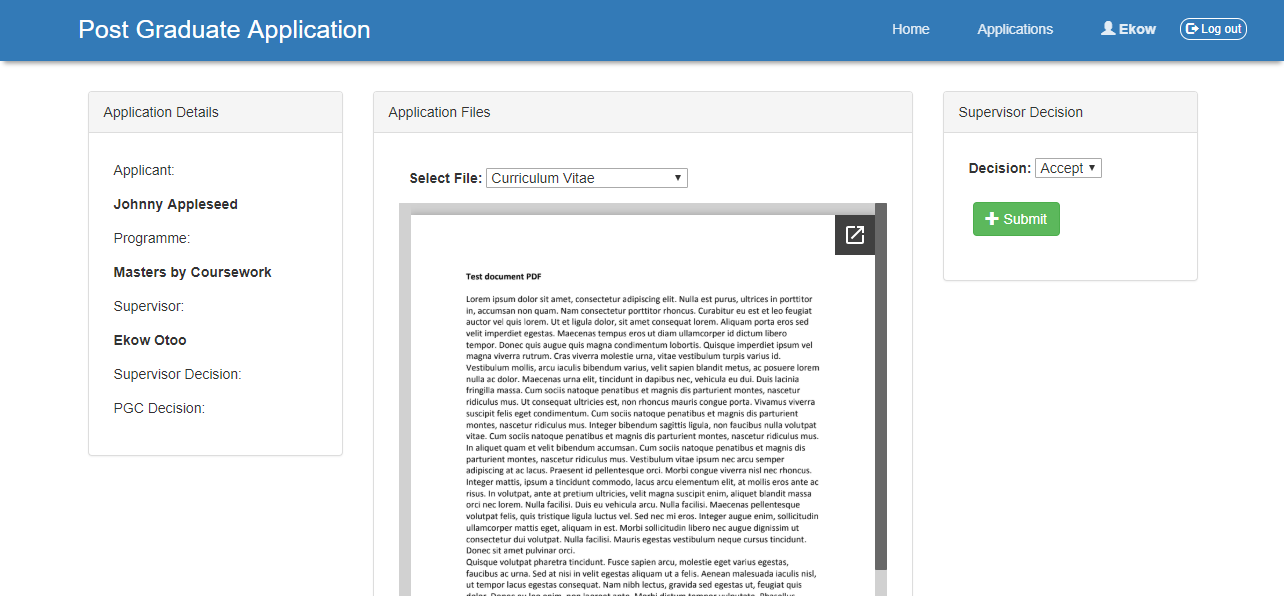 Post Graduate Application
Home
Applications
Ekow
Log out
Application Details
Applicant:
Johnny Appleseed
Programme:
Masters by Coursework
Supervisor:
Ekow Otoo
Supervisor Decision:
PGC Decision:
Application Files
Select File: Curriculum Vitae
Test document PDF
Lorem ipsum dolor sit amet, consectetur adipiscing elit. Nulla est purus, ultrices in porttitor
in, accumsan non quam. Nam consectetur porttitor rhoncus. Curabitur eu est et leo feugiat
auctor vel quis lorem. Ut et ligula dolor, sit amet consequat lorem. Aliquam porta eros sed
velit imperdiet egestas. Maecenas tempus eros ut diam ullamcorper id dictum libero
tempor. Donec quis augue quis magna condimentum lobortis. Quisque imperdiet ipsum vel
magna viverra rutrum. Cras viverra molestie urna, vitae vestibulum turpis varius id.
Vestibulum mollis, arcu iaculis bibendum varius, velit sapien blandit metus, ac posuere lorem
nulla ac dolor. Maecenas urna elit, tincidunt in dapibus nec, vehicula eu dui. Duis lacinia
fringilla massa. Cum sociis natoque penatibus et magnis dis parturient montes, nascetur
ridiculus mus. Ut consequat ultricies est, non rhoncus mauris congue porta. Vivamus viverra
suscipit felis eget condimentum. Cum sociis natoque penatibus et magnis dis parturient
montes, nascetur ridiculus mus. Integer bibendum sagittis ligula, non faucibus nulla volutpat
vitae. Cum sociis natoque penatibus et magnis dis parturient montes, nascetur ridiculus mus.
In aliquet quam et velit bibendum accumsan. Cum sociis natoque penatibus et magnis dis
parturient montes, nascetur ridiculus mus. Vestibulum vitae ipsum nec arcu semper
adipiscing at ac lacus. Praesent id pellentesque orci. Morbi congue viverra nisl nec rhoncus.
Integer mattis, ipsum a tincidunt commodo, lacus arcu elementum elit, at mollis eros ante ac
risus. In volutpat, ante at pretium ultricies, velit magna suscipit enim, aliquet blandit massa
orci nec lorem. Nulla facilisi. Duis eu vehicula arcu. Nulla facilisi. Maecenas pellentesque
volutpat felis, quis tristique ligula luctus vel. Sed nec mi eros. Integer augue enim, sollicitudin
ullamcorper mattis eget, aliquam in est. Morbi sollicitudin libero nec augue dignissim ut
consectetur dui volutpat. Nulla facilisi. Mauris egestas vestibulum neque cursus tincidunt.
Donec sit amet pulvinar orci.
Quisque volutpat pharetra tincidunt. Fusce sapien arcu, molestie eget varius egestas,
faucibus ac urna. Sed at nisi in velit egestas aliquam ut a felis. Aenean malesuada iaculis nisl,
ut tempor lacus egestas consequat. Nam nibh lectus, gravida sed egestas ut, feugiat quis
Supervisor Decision
Decision: Accept
Submit